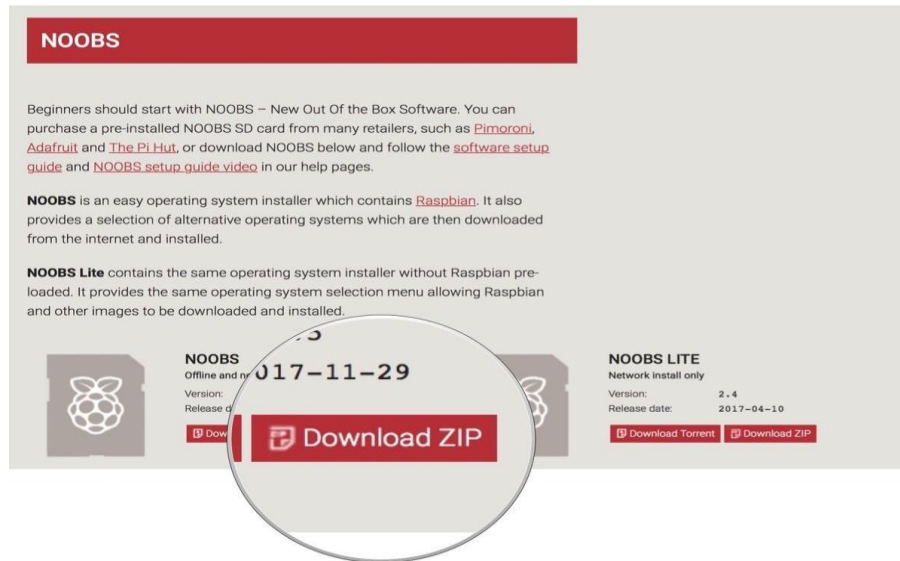 NOOBS
Beginners should start with NOOBS – New Out Of the Box Software. You can
purchase a pre-installed NOOBS SD card from many retailers, such as Pimoroni,
Adafruit and The Pi Hut, or download NOOBS below and follow the software setup
guide and NOOBS setup guide video in our help pages.
NOOBS is an easy operating system installer which contains Raspbian. It also
provides a selection of alternative operating systems which are then downloaded
from the internet and installed.
NOOBS Lite contains the same operating system installer without Raspbian pre-
loaded. It provides the same operating system selection menu allowing Raspbian
and other images to be downloaded and installed.
NOOBS
Offline and
Version:
Release
017-11-29
Download ZIP
NOOBS LITE
Network install only
Version: 2.4
Release date: 2017-04-10
Download Torrent Download ZIP